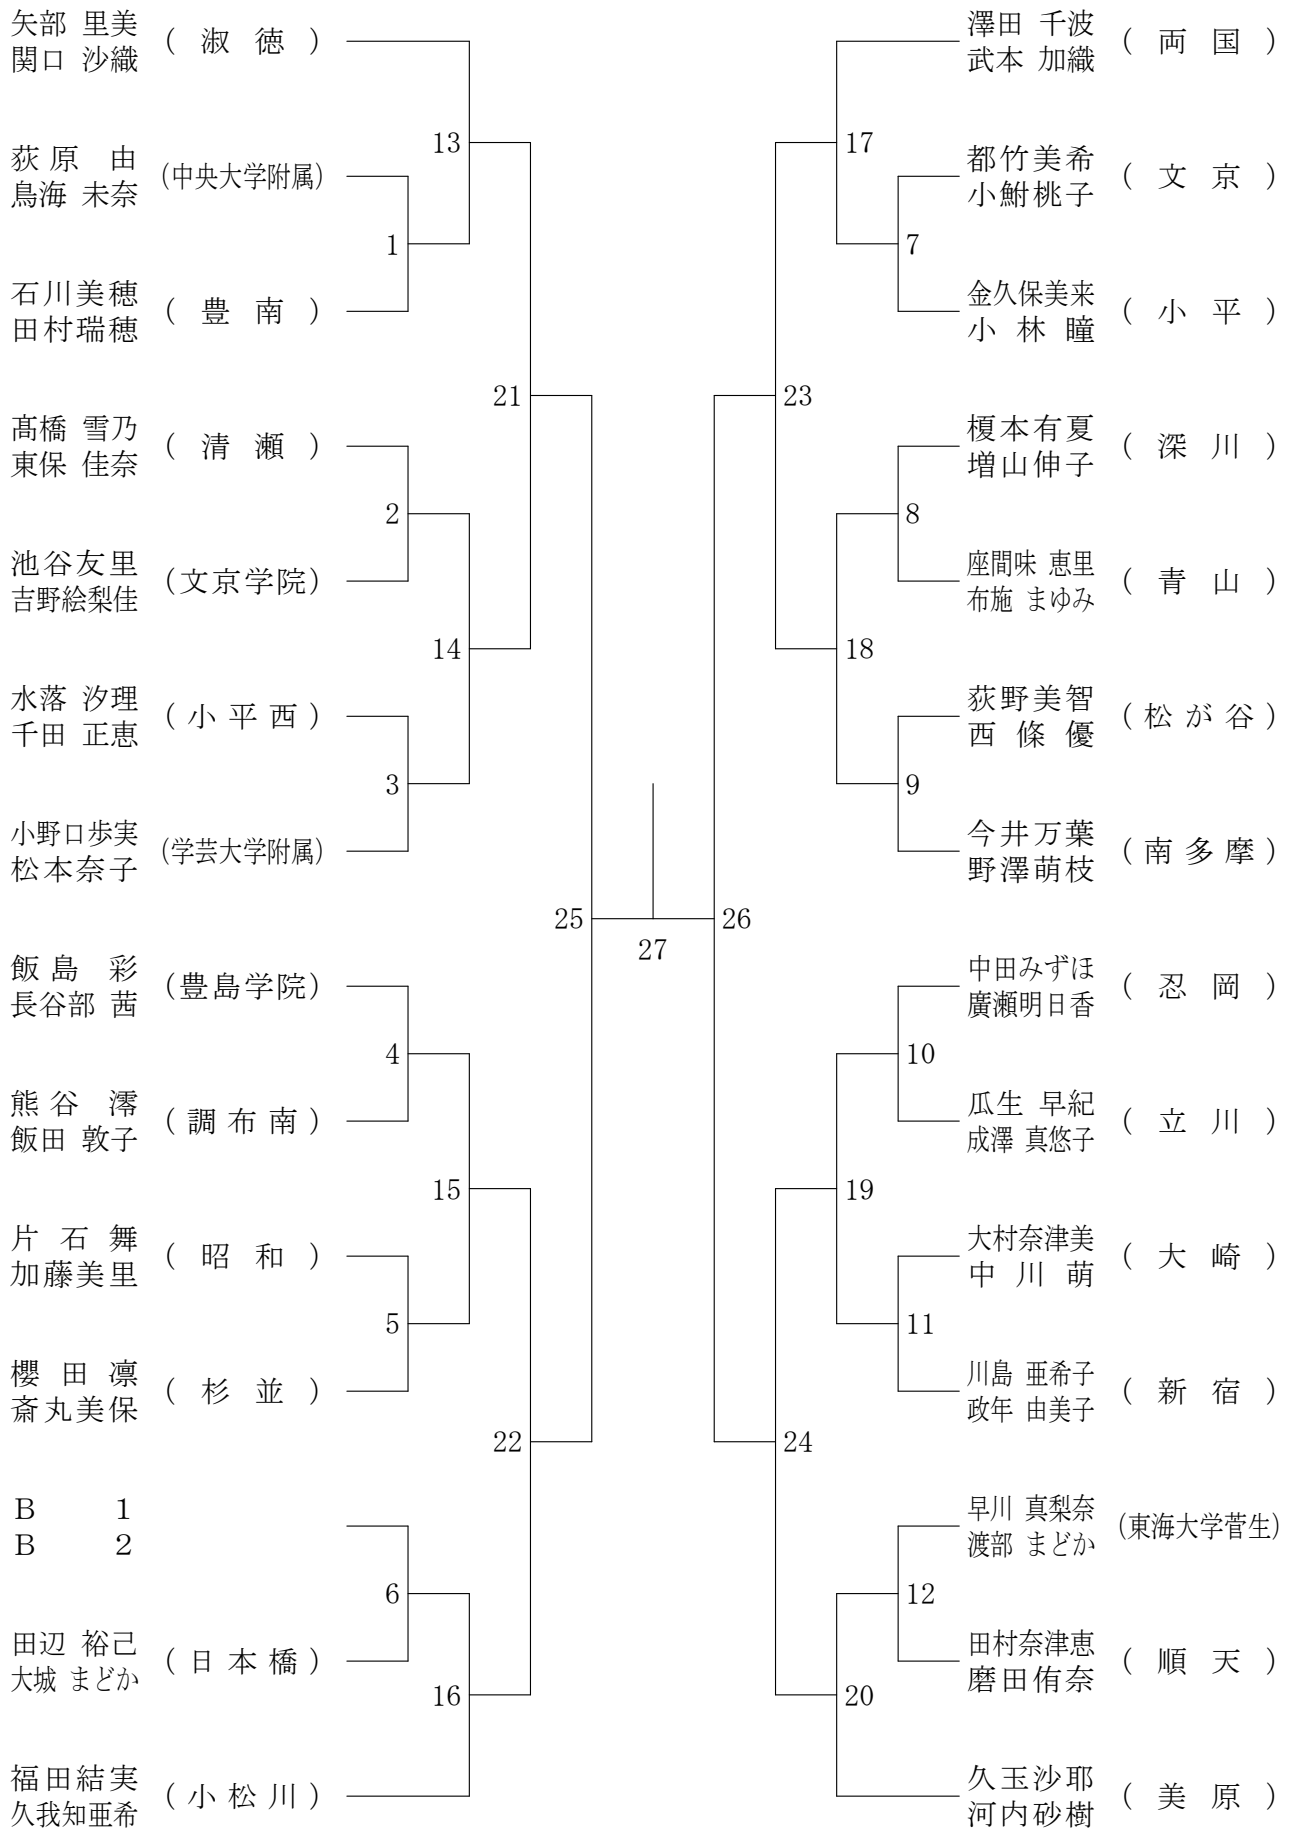 矢部 里美
関口 沙織
( 淑 徳 )
荻原 由
鳥海 未奈
(中央大学附属)
石川美穂
田村瑞穂
( 豊 南 )
髙橋 雪乃
東保 佳奈
( 清 瀬 )
池谷友里
吉野絵梨佳
(文京学院)
水落 汐理
千田 正恵
( 小 平 西 )
小野口歩実
松本奈子
(学芸大学附属)
飯島 彩
長谷部 茜
(豊島学院)
熊谷 澪
飯田 敦子
( 調 布 南 )
片石舞
加藤美里
( 昭 和 )
櫻田凛
斎丸美保
( 杉 並 )
B 1
B 2
田辺 裕己
大城 まどか
( 日 本 橋 )
福田結実
久我知亜希
( 小 松 川 )
13
1
21
2
14
3
25
4
15
5
22
6
16
27
澤田 千波
武本 加織
( 両 国 )
都竹美希
小鮒桃子
( 文 京 )
金久保美来
小林瞳
( 小 平 )
榎本有夏
増山伸子
( 深 川 )
座間味 恵里
布施 まゆみ
( 青 山 )
荻野美智
西條優
( 松 が 谷 )
今井万葉
野澤萌枝
( 南 多 摩 )
中田みずほ
廣瀬明日香
( 忍 岡 )
瓜生 早紀
成澤 真悠子
( 立 川 )
大村奈津美
中川萌
( 大 崎 )
川島 亜希子
政年 由美子
( 新 宿 )
早川 真梨奈
渡部 まどか
(東海大学菅生)
田村奈津恵
磨田侑奈
( 順 天 )
久玉沙耶
河内砂樹
( 美 原 )
17
7
23
8
18
9
26
10
19
11
24
12
20